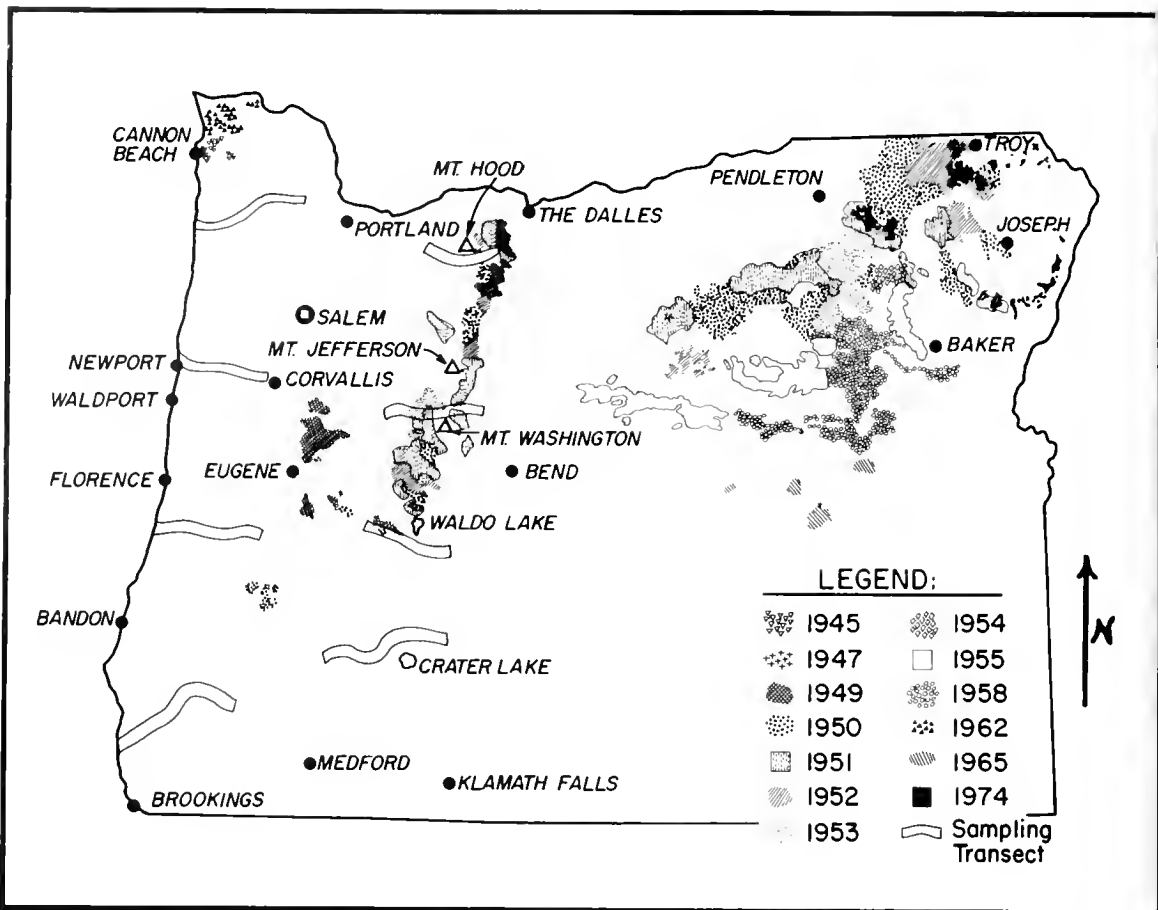 CANNON
BEACH
MT. HOOD
PORTLAND
THE DALLES
PENDLETON
TROY
JOSEPH
SALEM
MT. JEFFERSON
NEWPORT
CORVALLIS
WALDPORT
BAKER
MT. WASHINGTON
FLORENCE
EUGENE
BEND
WALDO LAKE
BANDON
CRATER LAKE
MEDFORD
KLAMATH FALLS
BROOKINGS
LEGEND:
1945
1947
1949
1950
1951
1952
1953
1954
1955
1958
1962
1965
1974
Sampling
Transect
N